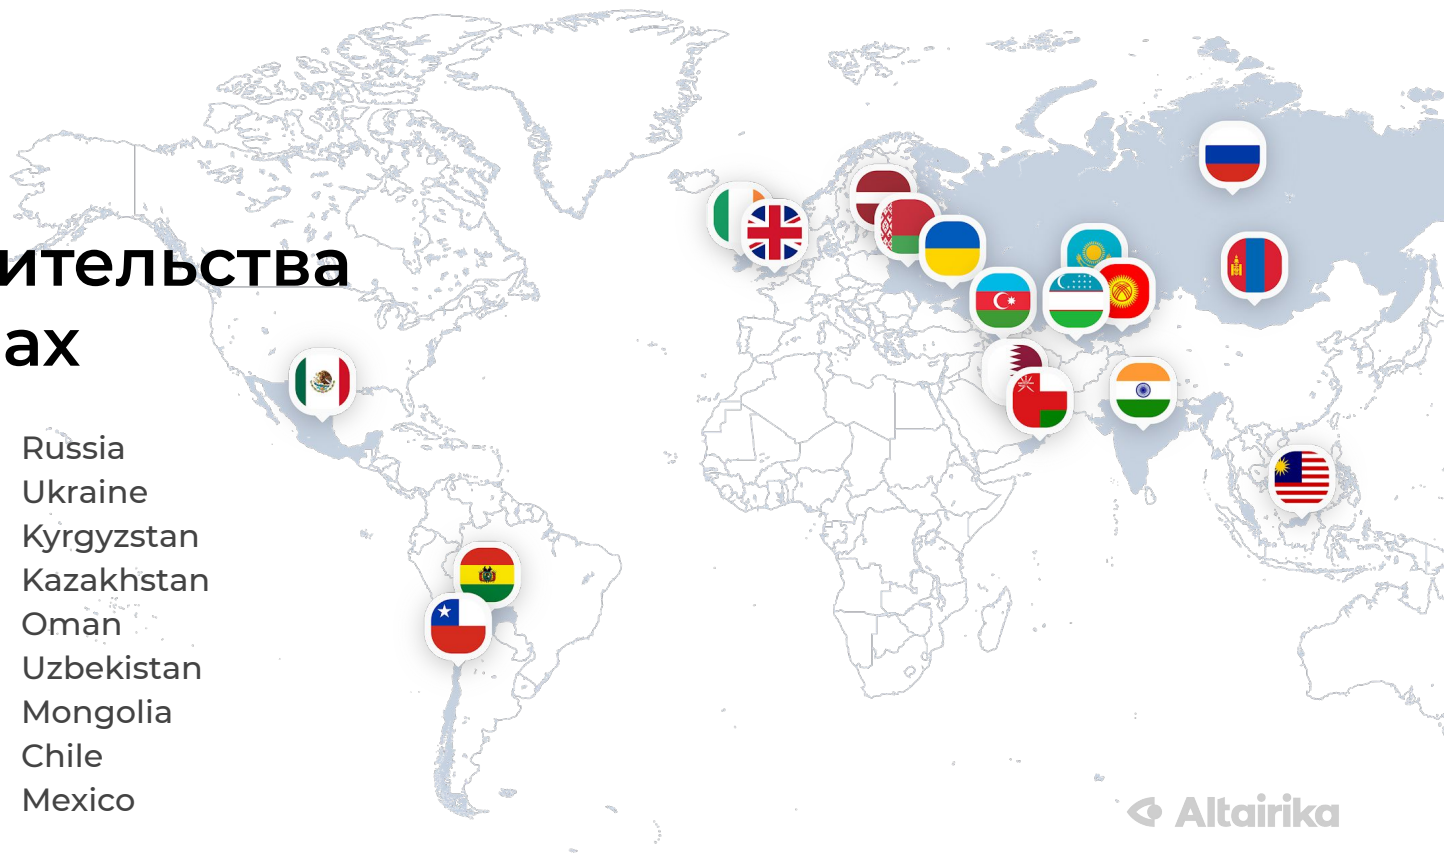 ительства
ах
Russia
Ukraine
Kyrgyzstan
Kazakhstan
Oman
Uzbekistan
Mongolia
Chile
Mexico
Altairika